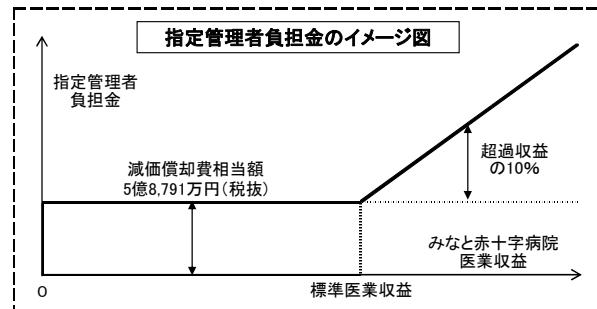 指定管理者負担金のイメージ図
指定管理者
負担金
減価償却費相当額
5億8,791万円(税抜)
超過収益
の10%
みなと赤十字病院
医業収益
0
標準医業収益